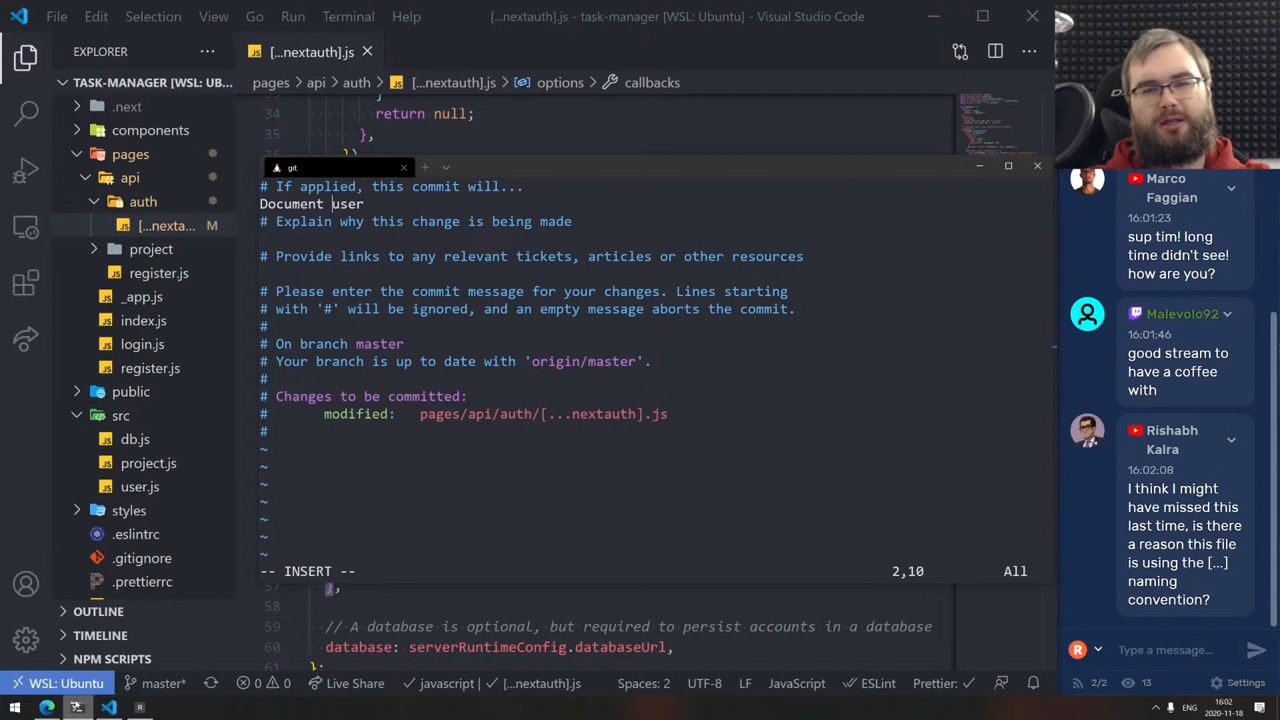 File Edit Selection View Go Run Terminal Help
[...nextauth].js - task-manager [WSL: Ubuntu] - Visual Studio Code
EXPLORER
TASK-MANAGER [WSL: UB...
.next
components
pages
api
auth
[...nexta... M
project
register.js
_app.js
index.js
login.js
register.js
public
src
db.js
project.js
user.js
styles
.eslintrc
.gitignore
.prettierrc
OUTLINE
TIMELINE
NPM SCRIPTS
[...nextauth].js
pages > api > auth > [...nextauth].js > options > callbacks
34 return null;
35 },
git
# If applied, this commit will...
Document user
# Explain why this change is being made
# Provide links to any relevant tickets, articles or other resources
# Please enter the commit message for your changes. Lines starting
# with '#' will be ignored, and an empty message aborts the commit.
#
# On branch master
# Your branch is up to date with 'origin/master'.
#
# Changes to be committed:
# modified: pages/api/auth/[...nextauth].js
#
~
~
~
~
~
~
~
-- INSERT -- 2,10 All
57 },
58
59 // A database is optional, but required to persist accounts in a database
60 database: serverRuntimeConfig.databaseUrl,
61 };
Marco Faggian
16:01:23
sup tim! long
time didn't see!
how are you?
Malevolo92
16:01:46
good stream to
have a coffee
with
Rishabh
Kalra
16:02:08
I think I might
have missed this
last time, is there
a reason this file
is using the [...]
naming
convention?
Type a message...
2/2 13 Settings
WSL: Ubuntu master* 0 0 Live Share javascript | [...nextauth].js Spaces: 2 UTF-8 LF JavaScript ESLint Prettier:
ENG 16:02
2020-11-18